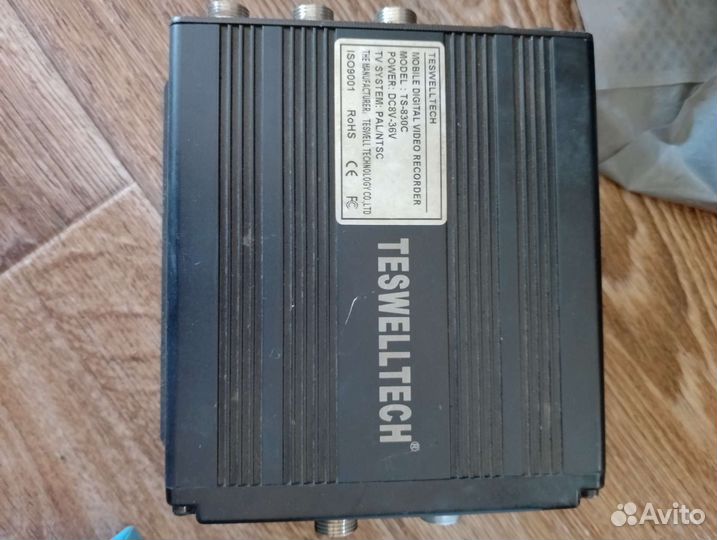 TESWELLTECH
MOBILE DIGITAL VIDEO RECORDER
MODEL: TS-830C
POWER: DC8V-36V
TV SYSTEM: PAL/NTSC
THE MANUFACTURER: TESWELL TECHNOLOGY CO.,LTD
ISO9001 RoHS CE FC
TESWELLTECH®
Avito